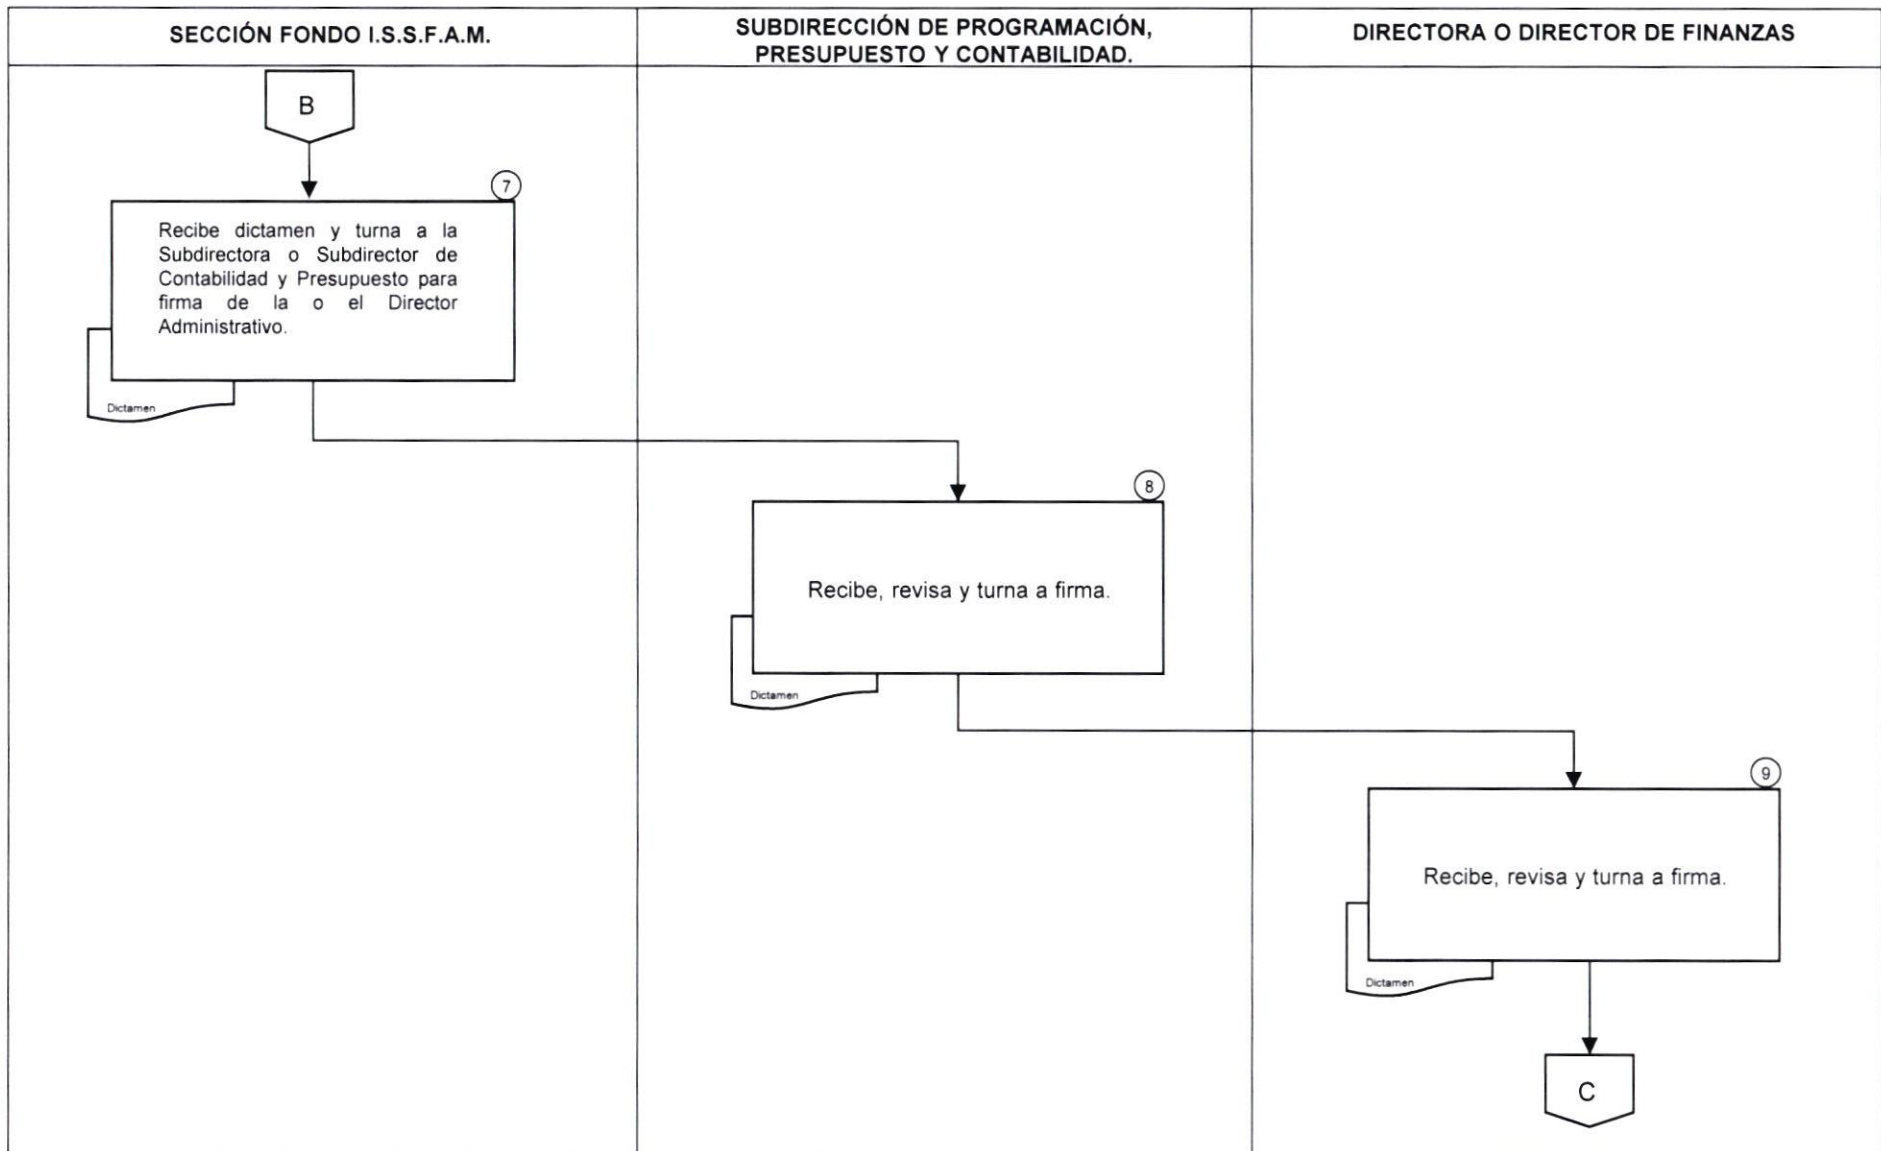 SECCIÓN FONDO I.S.S.F.A.M.
SUBDIRECCIÓN DE PROGRAMACIÓN,
PRESUPUESTO Y CONTABILIDAD.
DIRECTORA O DIRECTOR DE FINANZAS
B
7
Recibe dictamen y turna a la
Subdirectora o Subdirector de
Contabilidad y Presupuesto para
firma de la o el Director
Administrativo.
Dictamen
8
Recibe, revisa y turna a firma.
Dictamen
9
Recibe, revisa y turna a firma.
Dictamen
C